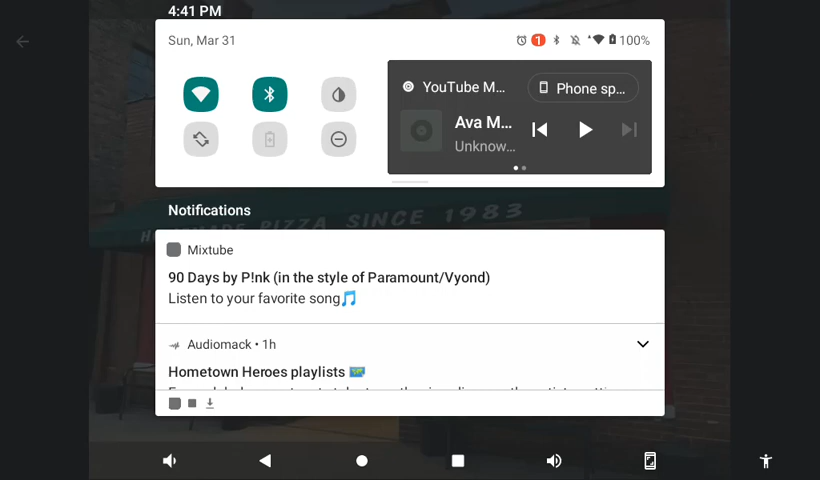 4:41 PM
Sun, Mar 31
1
100%
YouTube M...
Phone sp...
Ava M...
Unknow...
Notifications
HOMEMADE PIZZA SINCE 1983
Mixtube
90 Days by P!nk (in the style of Paramount/Vyond)
Listen to your favorite song🎵
Audiomack • 1h
Hometown Heroes playlists 🗺️